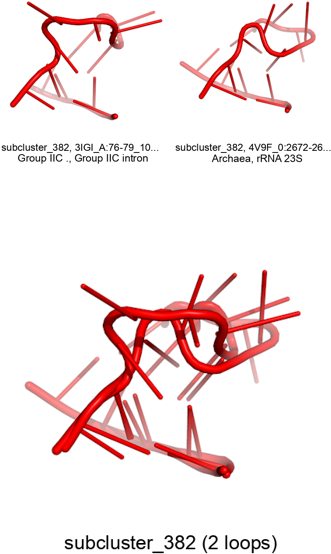 subcluster_382, 3IGI_A:76-79_10...
Group IIC ., Group IIC intron
subcluster_382, 4V9F_0:2672-26...
Archaea, rRNA 23S
subcluster_382 (2 loops)